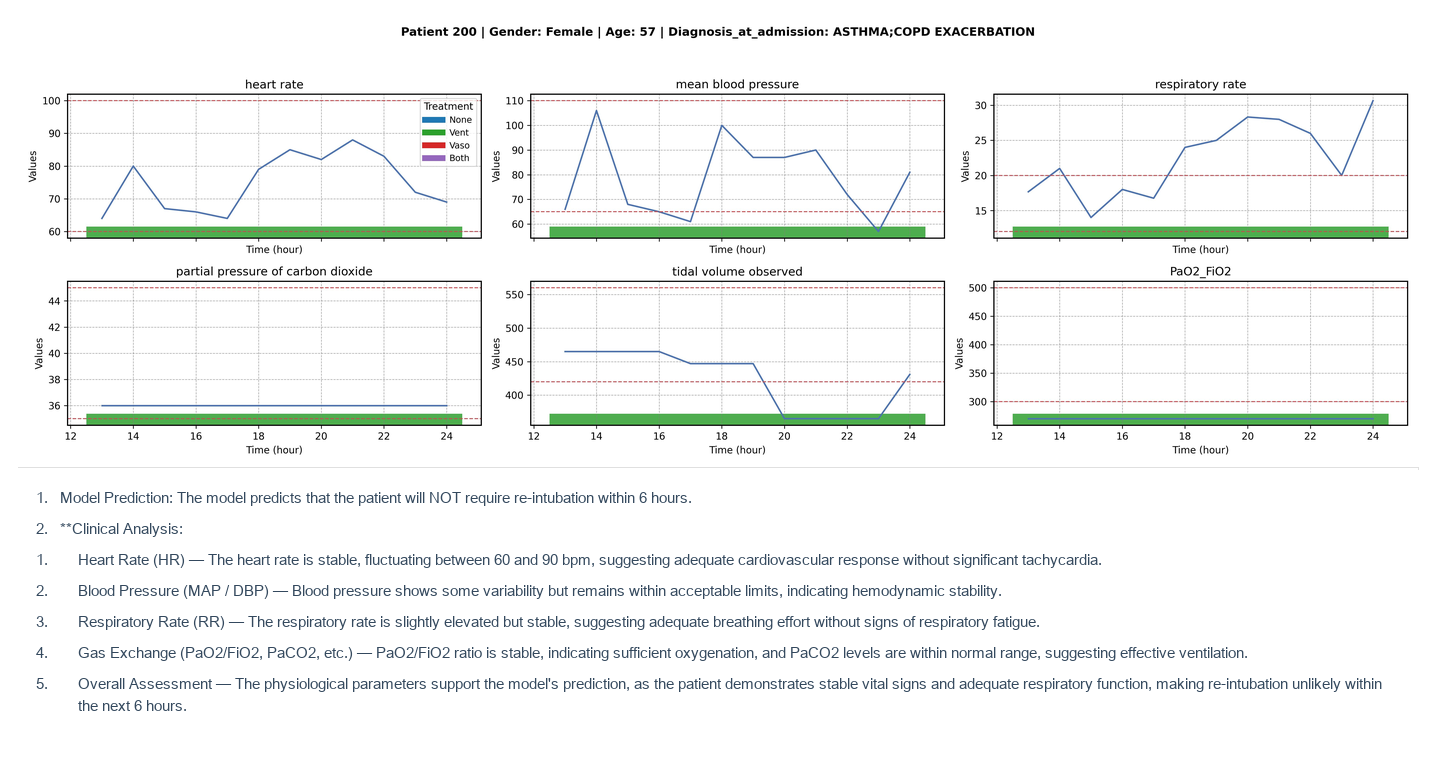 Patient 200 | Gender: Female | Age: 57 | Diagnosis_at_admission: ASTHMA;COPD EXACERBATION
heart rate
Values
100
90
80
70
60
Treatment
None
Vent
Vaso
Both
Time (hour)
mean blood pressure
Values
110
100
90
80
70
60
Time (hour)
respiratory rate
Values
30
25
20
15
Time (hour)
partial pressure of carbon dioxide
Values
44
42
40
38
36
12 14 16 18 20 22 24
Time (hour)
tidal volume observed
Values
550
500
450
400
12 14 16 18 20 22 24
Time (hour)
PaO2_FiO2
Values
500
450
400
350
300
12 14 16 18 20 22 24
Time (hour)
1. Model Prediction: The model predicts that the patient will NOT require re-intubation within 6 hours.
2. **Clinical Analysis:
1. Heart Rate (HR) — The heart rate is stable, fluctuating between 60 and 90 bpm, suggesting adequate cardiovascular response without significant tachycardia.
2. Blood Pressure (MAP / DBP) — Blood pressure shows some variability but remains within acceptable limits, indicating hemodynamic stability.
3. Respiratory Rate (RR) — The respiratory rate is slightly elevated but stable, suggesting adequate breathing effort without signs of respiratory fatigue.
4. Gas Exchange (PaO2/FiO2, PaCO2, etc.) — PaO2/FiO2 ratio is stable, indicating sufficient oxygenation, and PaCO2 levels are within normal range, suggesting effective ventilation.
5. Overall Assessment — The physiological parameters support the model's prediction, as the patient demonstrates stable vital signs and adequate respiratory function, making re-intubation unlikely within
the next 6 hours.